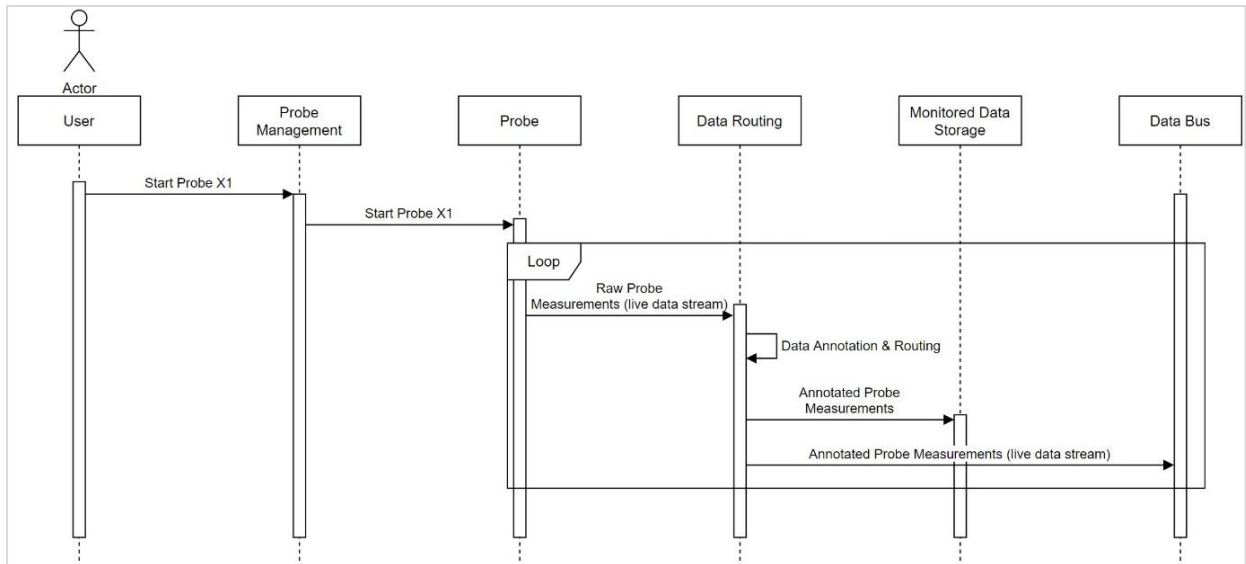 Actor
User
Probe
Management
Probe
Data Routing
Monitored Data
Storage
Data Bus
Start Probe X1
Start Probe X1
Loop
Raw Probe
Measurements (live data stream)
Data Annotation & Routing
Annotated Probe
Measurements
Annotated Probe Measurements (live data stream)